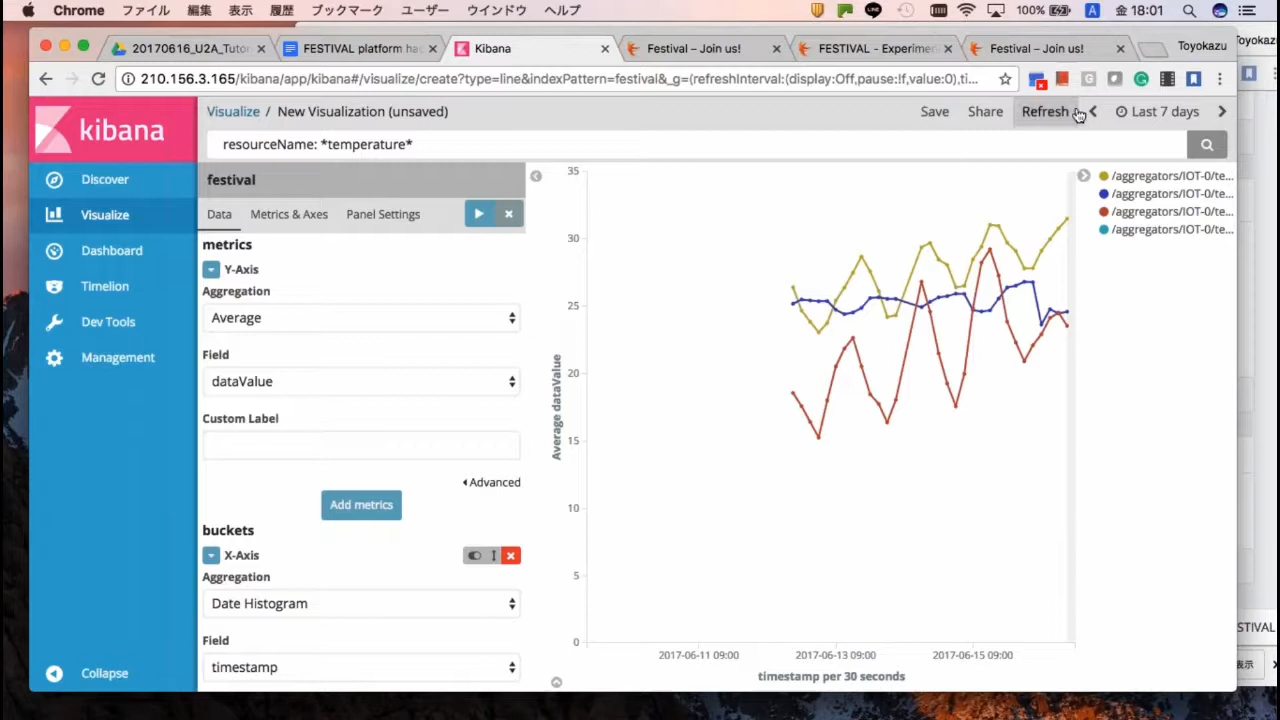 Chrome ファイル 編集 表示 履歴 ブックマーク ユーザー ウインドウ ヘルプ 100% A 金 18:01
20170616_U2A_Tutor
FESTIVAL platform ha
Kibana
Festival – Join us!
FESTIVAL - Experimen
Festival – Join us!
Toyokazu
Toyokazu
210.156.3.165/kibana/app/kibana#/visualize/create?type=line&indexPattern=festival&_g=(refreshInterval:(display:Off,pause:!f,value:0),ti...
kibana
Visualize / New Visualization (unsaved)
Save Share Refresh Last 7 days
resourceName: *temperature*
Discover
Visualize
Dashboard
Timelion
Dev Tools
Management
Collapse
festival
Data Metrics & Axes Panel Settings
metrics
Y-Axis
Aggregation
Average
Field
dataValue
Custom Label
Advanced
Add metrics
buckets
X-Axis
Aggregation
Date Histogram
Field
timestamp
35
30
25
20
15
10
5
0
Average dataValue
2017-06-11 09:00 2017-06-13 09:00 2017-06-15 09:00
timestamp per 30 seconds
/aggregators/IOT-0/te...
/aggregators/IOT-0/te...
/aggregators/IOT-0/te...
/aggregators/IOT-0/te...
STIVAL
表示